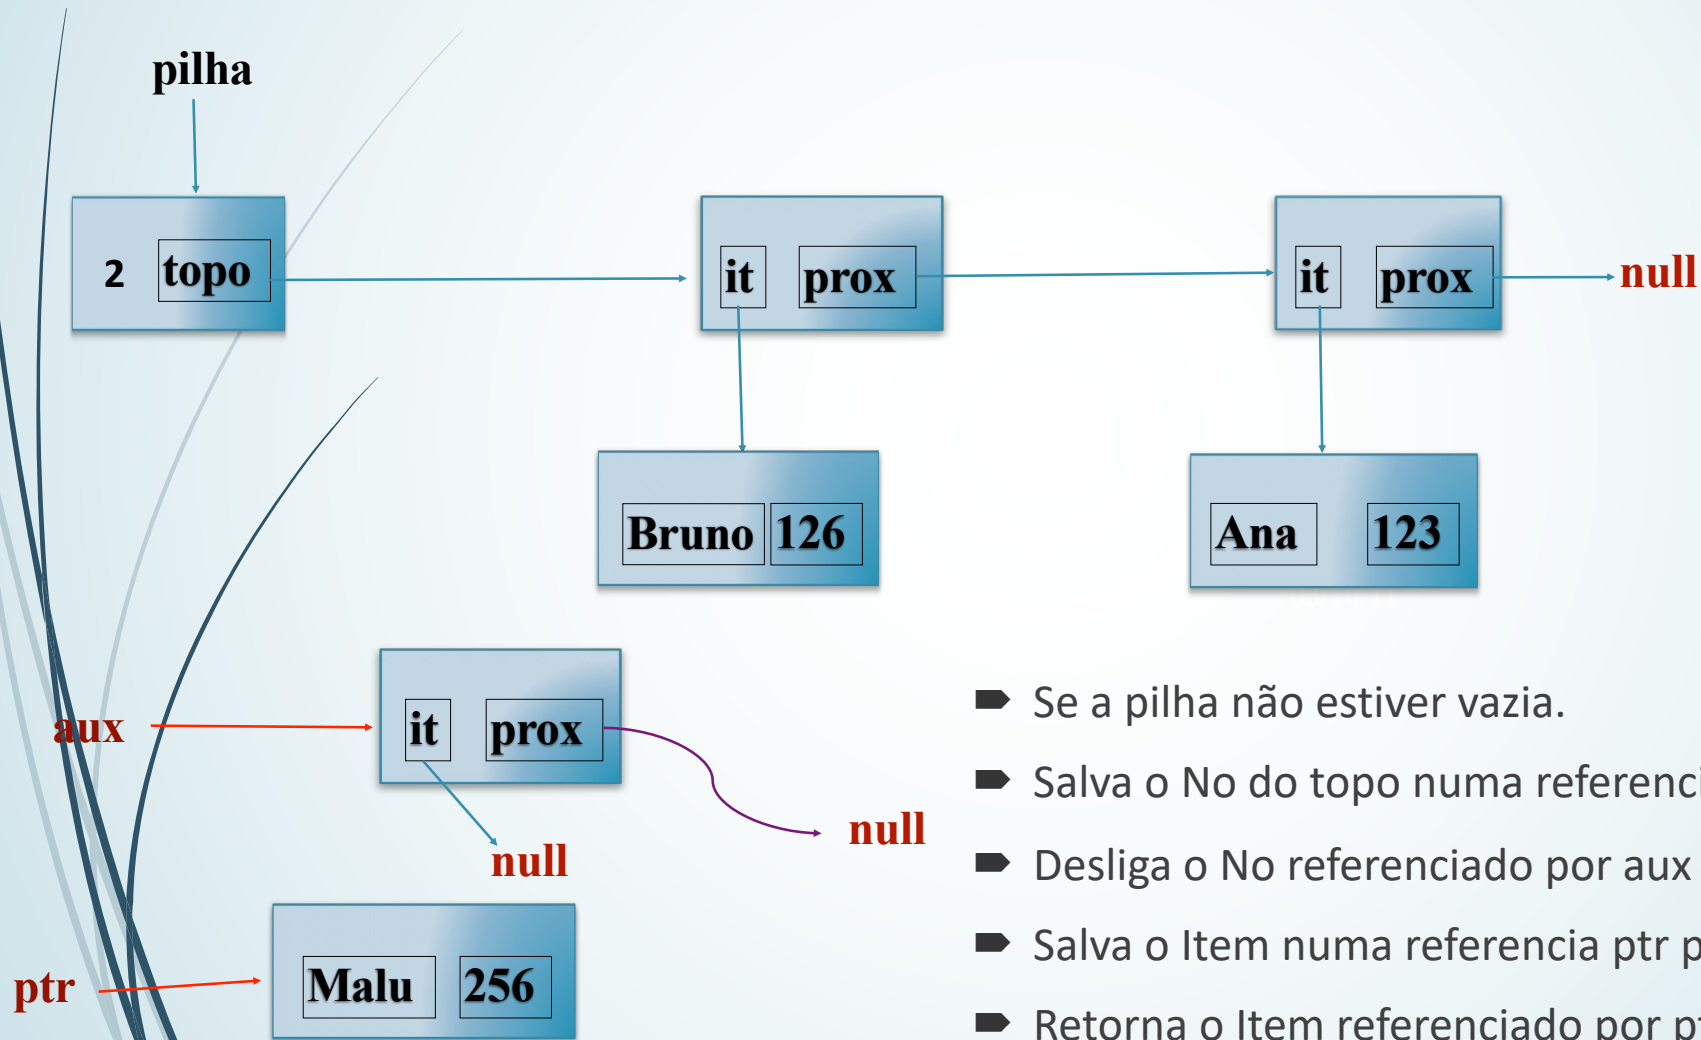 pilha
2 topo
it prox
it prox
null
Bruno 126
Ana 123
aux
it prox
null
null
ptr
Malu 256
Se a pilha não estiver vazia.
Salva o No do topo numa
Desliga o No referenciado por aux
Salva o Item numa referencia ptr
Retorna o Item referenciado por